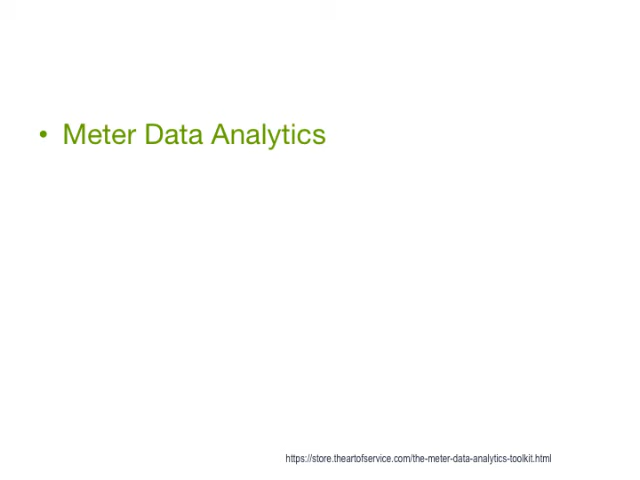 • Meter Data Analytics
https://store.theartofservice.com/the-meter-data-analytics-toolkit.html